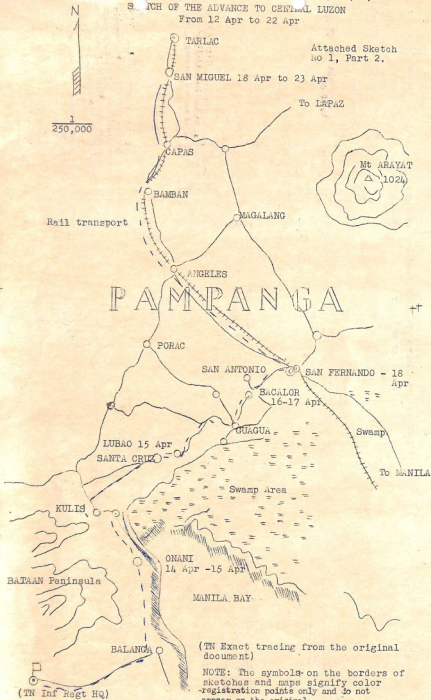 SKETCH OF THE ADVANCE TO CENTRAL LUZON
From 12 Apr to 22 Apr
N
Attached Sketch
No 1, Part 2.
TARLAC
SAN MIGUEL 18 Apr to 23 Apr
To LAPAZ
1
250,000
CAPAS
Mt ARAYAT
1024
BAMBAN
Rail transport
MAGALANG
ANGELES
PAMPANGA
PORAC
SAN ANTONIO
SAN FERNANDO - 18
Apr
BACALOR
16-17 Apr
GUAGUA
Swamp
LUBAO 15 Apr
SANTA CRUZ
To MANILA
Swamp Area
KULIS
ONANI
14 Apr -15 Apr
BATAAN Peninsula
MANILA BAY
BALANGA
(TN Exact tracing from the original
document)
NOTE: The symbols on the borders of
sketches and maps signify color
registration points only and do not
(TN Inf Regt HQ)